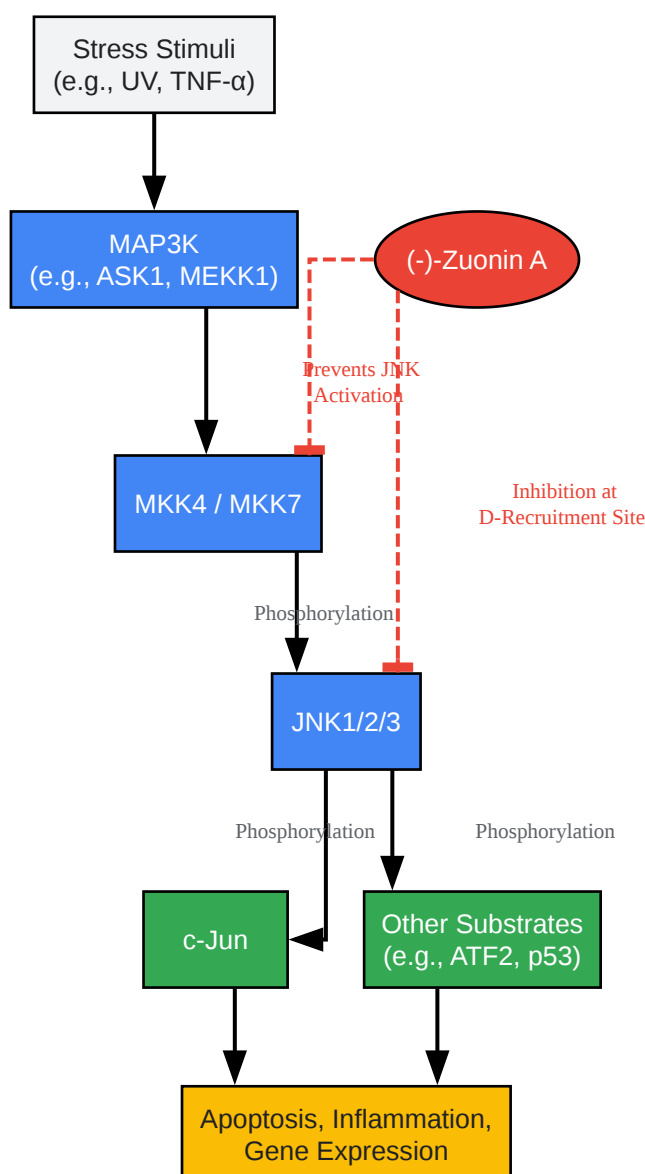 Stress Stimuli
(e.g., UV, TNF-α)
MAP3K
(e.g., ASK1, MEKK1)
(-)-Zuonin A
Prevents JNK
Activation
MKK4 / MKK7
Inhibition at
D-Recruitment Site
Phosphorylation
JNK1/2/3
Phosphorylation
Phosphorylation
c-Jun
Other Substrates
(e.g., ATF2, p53)
Apoptosis, Inflammation,
Gene Expression